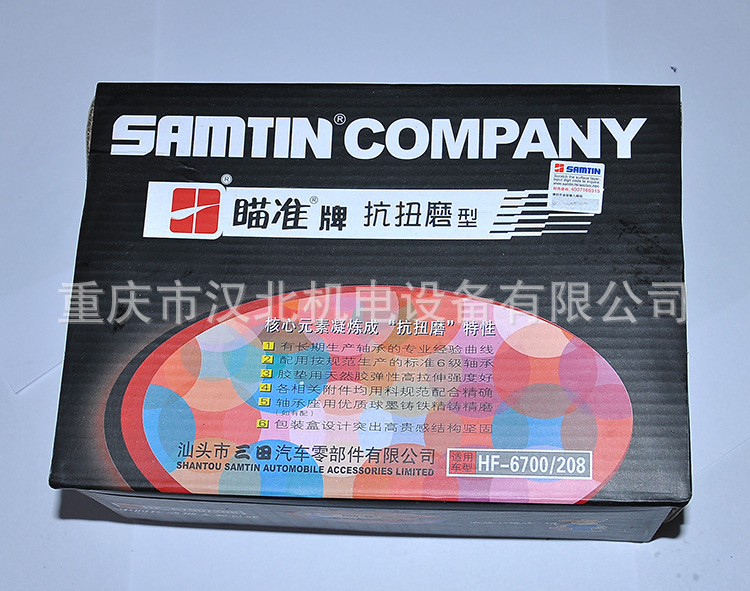 SAMTIN® COMPANY
SAMTIN
4007169315
® 瞄准®牌 抗扭磨型
重庆市汉北机电设备有限公司
核心元素凝炼成“抗扭磨”特性
1 有长期生产轴承的专业经验曲线
2 配用按规范生产的标准6级轴承
3 胶垫用天然胶弹性高拉伸强度好
4 各相关附件均用料规范配合精确
5 轴承座用优质球墨铸铁精铸精磨
(如有配)
6 包装盒设计突出高贵感结构坚固
汕头市三田汽车零部件有限公司
SHANTOU SAMTIN AUTOMOBILE ACCESSORIES LIMITED
适用车型 HF-6700/208